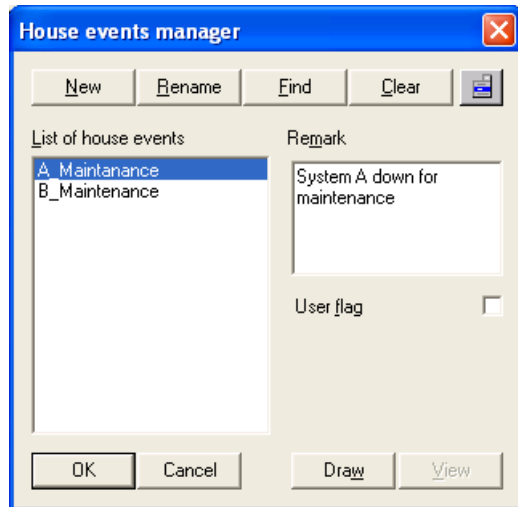 House events manager
New Rename Find Clear
List of house events
Remark
A_Maintanance
B_Maintenance
System A down for
maintenance
User flag
OK Cancel Draw View